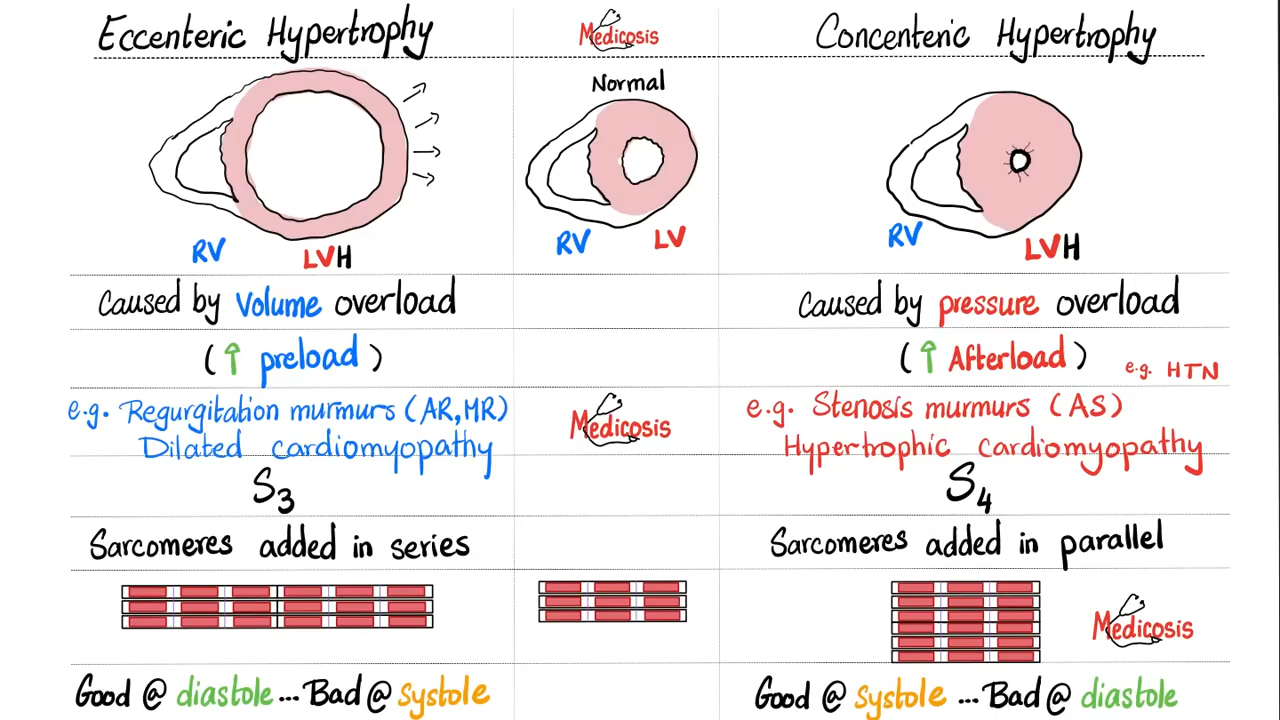 Eccenteric Hypertrophy
Medicosis
Concenteric Hypertrophy
Normal
RV
LVH
RV
LV
RV
LVH
Caused by Volume overload
Caused by pressure overload
(↑ preload)
(↑ Afterload)
e.g. HTN
e.g. Regurgitation murmurs (AR, MR)
Dilated cardiomyopathy
Medicosis
e.g. Stenosis murmurs (AS)
Hypertrophic cardiomyopathy
S3
S4
Sarcomeres added in series
Sarcomeres added in parallel
Medicosis
Good @ diastole ... Bad @ systole
Good @ systole ... Bad @ diastole